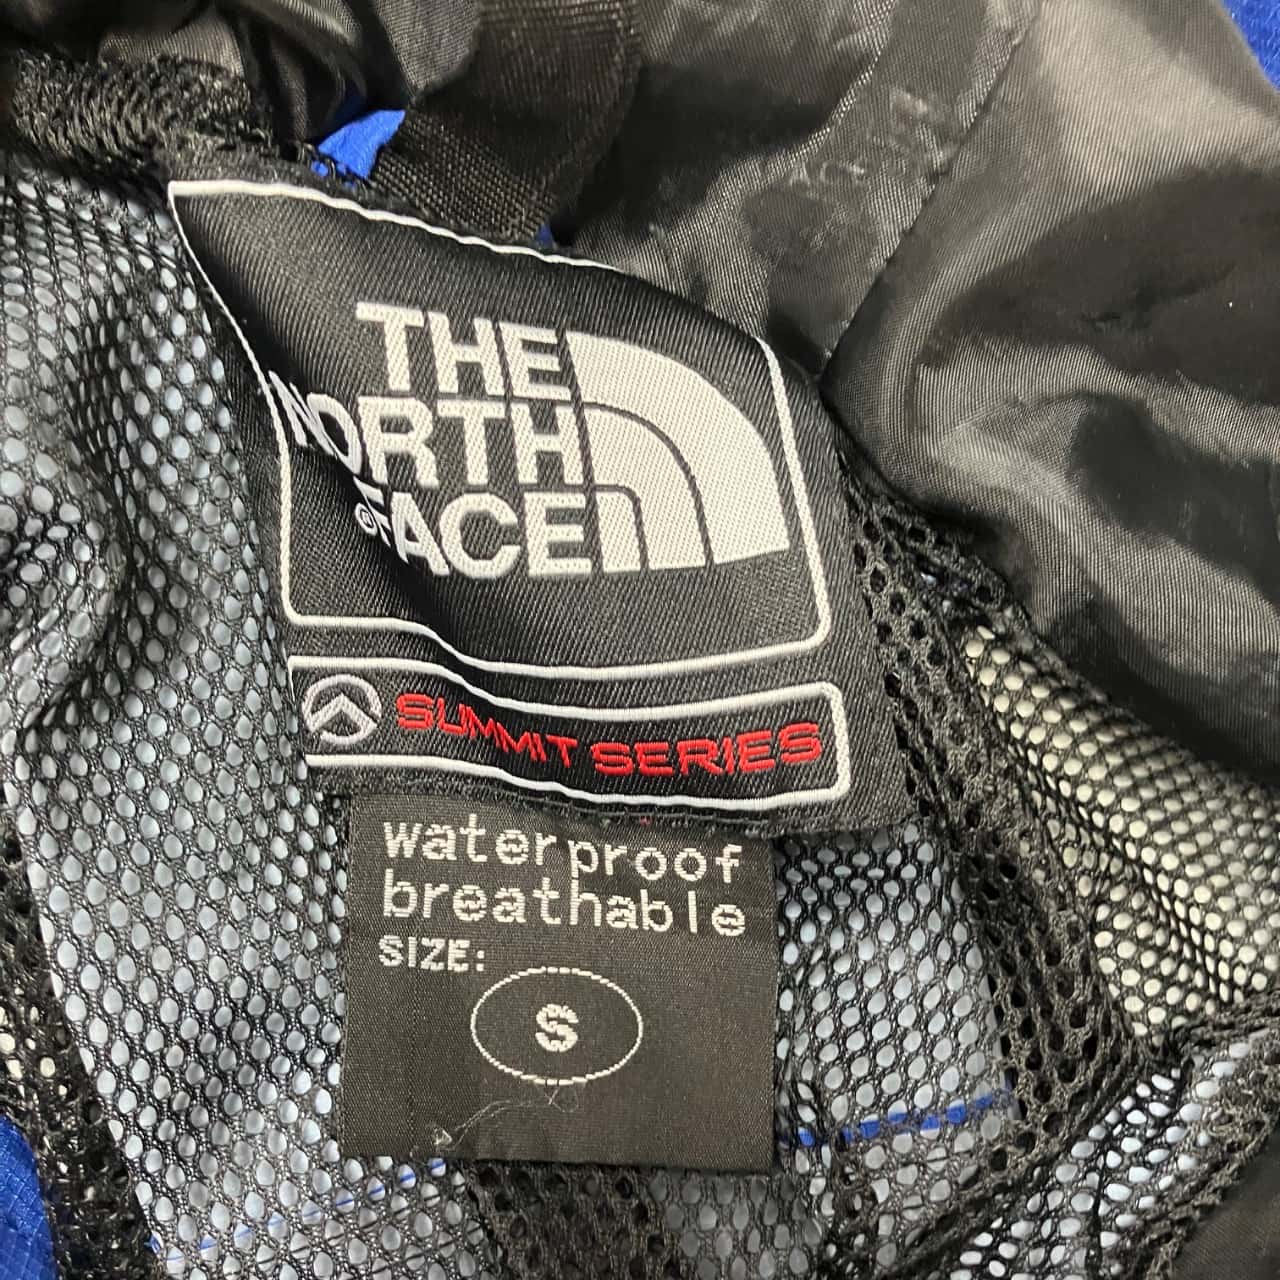 THE
NORTH
FACE®
SUMMIT SERIES
waterproof
breathable
SIZE:
S